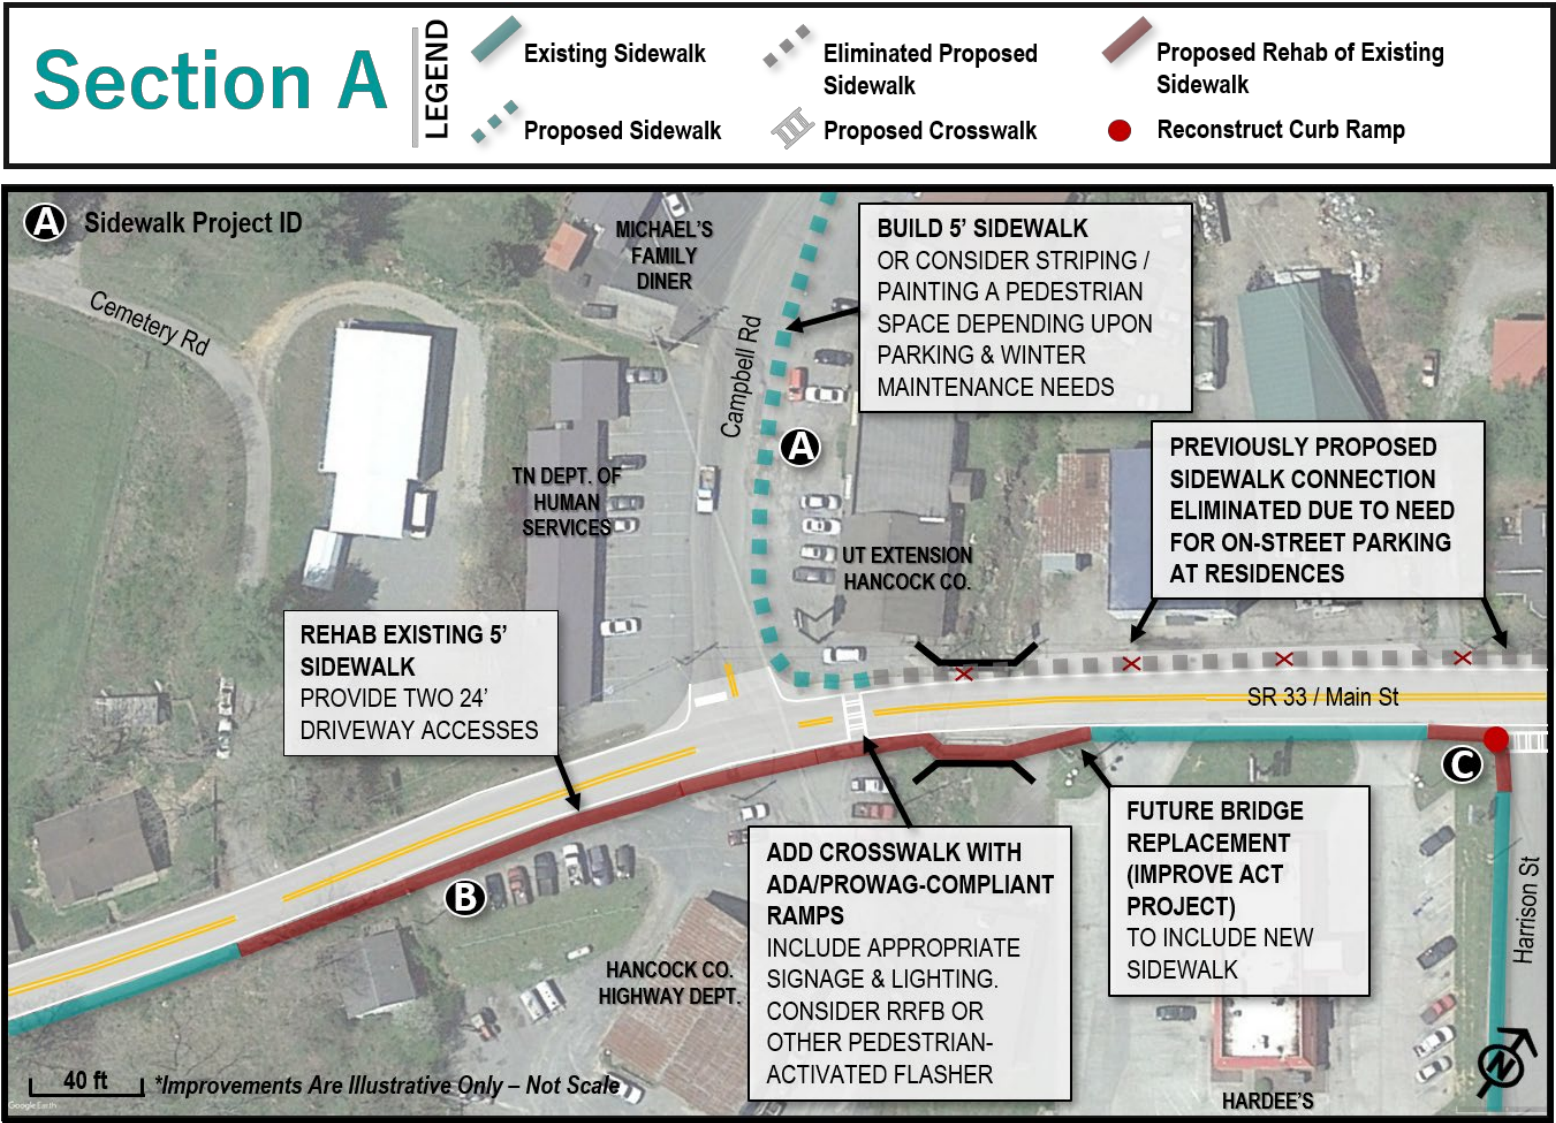 Section A
LEGEND
Existing Sidewalk
Proposed Sidewalk
Eliminated Proposed
Sidewalk
Proposed Crosswalk
Proposed Rehab of Existing
Sidewalk
Reconstruct Curb Ramp
A Sidewalk Project ID
Cemetery Rd
MICHAEL'S
FAMILY
DINER
Campbell Rd
BUILD 5' SIDEWALK
OR CONSIDER STRIPING /
PAINTING A PEDESTRIAN
SPACE DEPENDING UPON
PARKING & WINTER
MAINTENANCE NEEDS
A
TN DEPT. OF
HUMAN
SERVICES
UT EXTENSION
HANCOCK CO.
PREVIOUSLY PROPOSED
SIDEWALK CONNECTION
ELIMINATED DUE TO NEED
FOR ON-STREET PARKING
AT RESIDENCES
REHAB EXISTING 5'
SIDEWALK
PROVIDE TWO 24'
DRIVEWAY ACCESSES
SR 33 / Main St
C
B
ADD CROSSWALK WITH
ADA/PROWAG-COMPLIANT
RAMPS
INCLUDE APPROPRIATE
SIGNAGE & LIGHTING.
CONSIDER RRFB OR
OTHER PEDESTRIAN-
ACTIVATED FLASHER
FUTURE BRIDGE
REPLACEMENT
(IMPROVE ACT
PROJECT)
TO INCLUDE NEW
SIDEWALK
Harrison St
HANCOCK CO.
HIGHWAY DEPT.
40 ft
*Improvements Are Illustrative Only – Not Scale
Google Earth
HARDEE'S
N